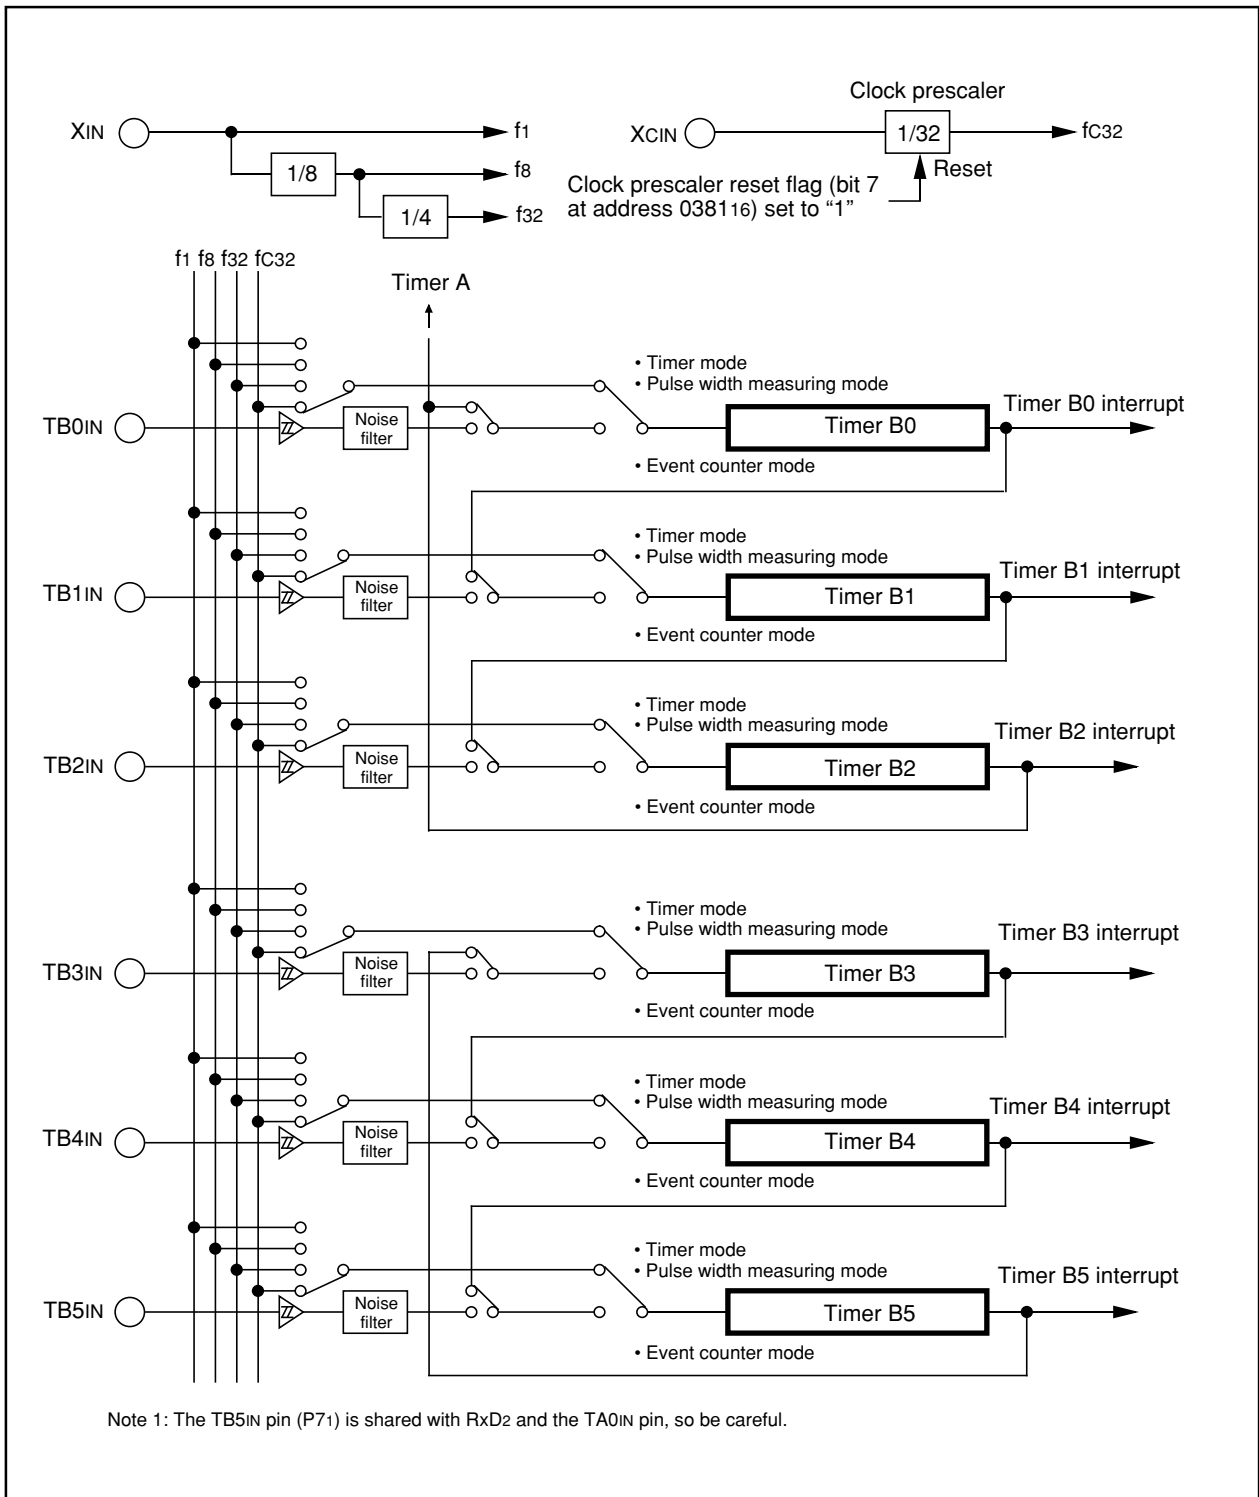 Clock prescaler
XIN
f1
XCIN
1/32
fC32
1/8
f8
Reset
Clock prescaler reset flag (bit 7
at address 038116) set to “1”
1/4
f32
f1 f8 f32 fC32
Timer A
• Timer mode
• Pulse width measuring mode
TB0IN
Noise
filter
Timer B0
Timer B0 interrupt
• Event counter mode
• Timer mode
• Pulse width measuring mode
TB1IN
Noise
filter
Timer B1
Timer B1 interrupt
• Event counter mode
• Timer mode
• Pulse width measuring mode
TB2IN
Noise
filter
Timer B2
Timer B2 interrupt
• Event counter mode
• Timer mode
• Pulse width measuring mode
TB3IN
Noise
filter
Timer B3
Timer B3 interrupt
• Event counter mode
• Timer mode
• Pulse width measuring mode
TB4IN
Noise
filter
Timer B4
Timer B4 interrupt
• Event counter mode
• Timer mode
• Pulse width measuring mode
TB5IN
Noise
filter
Timer B5
Timer B5 interrupt
• Event counter mode
Note 1: The TB5IN pin (P71) is shared with RxD2 and the TA0IN pin, so be careful.